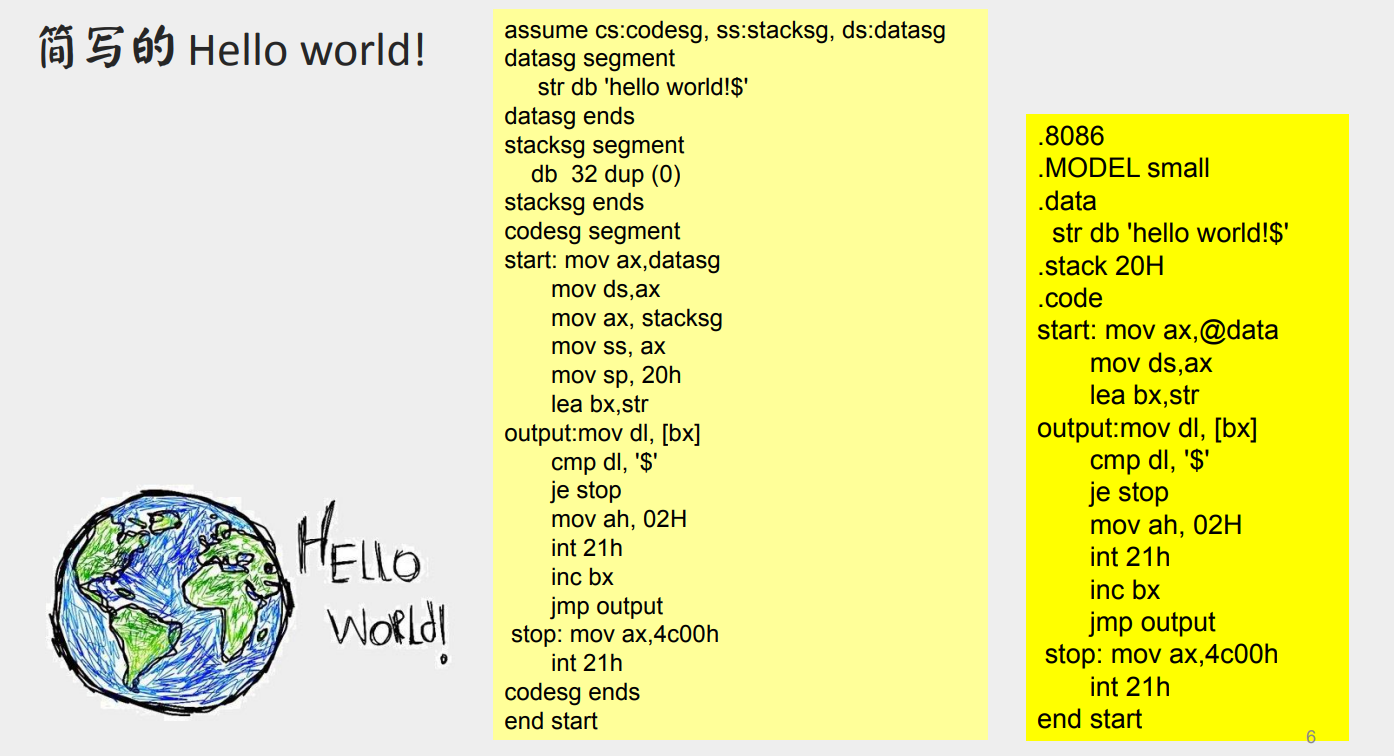 简写的 Hello world!
assume cs:codesg, ss:stacksg, ds:datasg
datasg segment
str db 'hello world!$'
datasg ends
stacksg segment
db 32 dup (0)
stacksg ends
codesg segment
start: mov ax,datasg
mov ds,ax
mov ax, stacksg
mov ss, ax
mov sp, 20h
lea bx,str
output:mov dl, [bx]
cmp dl, '$'
je stop
mov ah, 02H
int 21h
inc bx
jmp output
stop: mov ax,4c00h
int 21h
codesg ends
end start
.8086
.MODEL small
.data
str db 'hello world!$'
.stack 20H
.code
start: mov ax,@data
mov ds,ax
lea bx,str
output:mov dl, [bx]
cmp dl, '$'
je stop
mov ah, 02H
int 21h
inc bx
jmp output
stop: mov ax,4c00h
int 21h
end start
HELLO
WORLd!
6